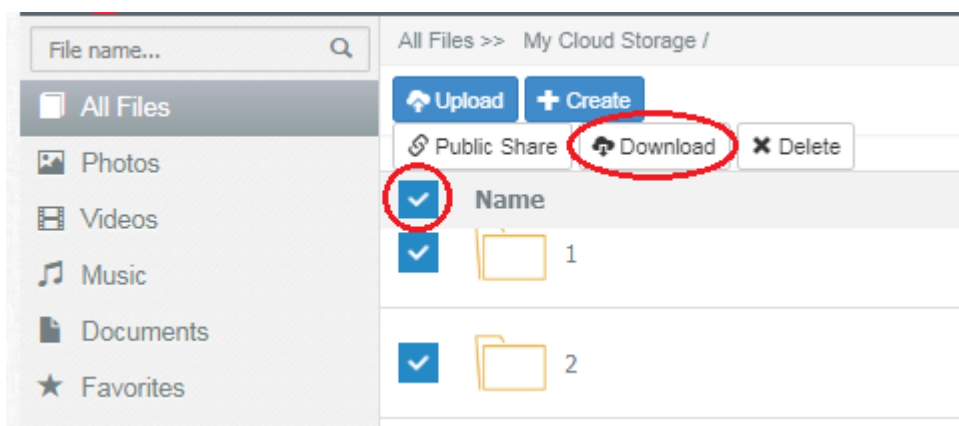 File name...
All Files
Photos
Videos
Music
Documents
Favorites
All Files >> My Cloud Storage /
Upload Create
Public Share Download Delete
Name
1
2